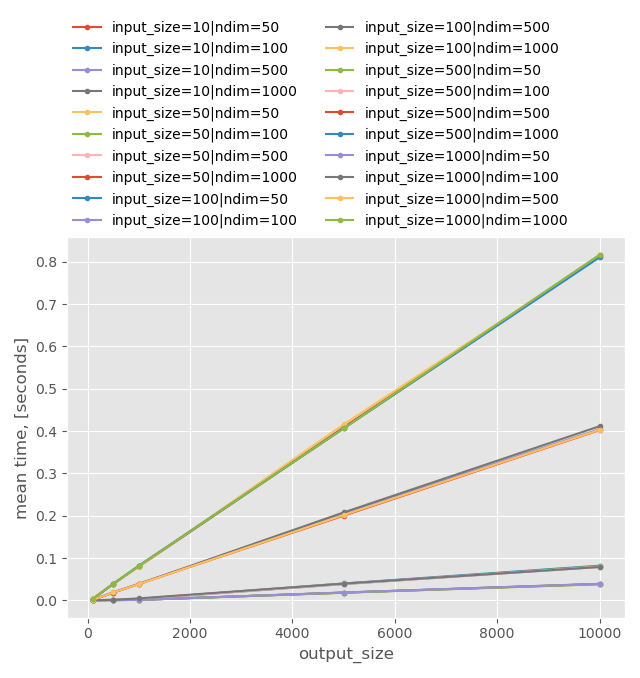 input_size=10|ndim=50
input_size=10|ndim=100
input_size=10|ndim=500
input_size=10|ndim=1000
input_size=50|ndim=50
input_size=50|ndim=100
input_size=50|ndim=500
input_size=50|ndim=1000
input_size=100|ndim=50
input_size=100|ndim=100
input_size=100|ndim=500
input_size=100|ndim=1000
input_size=500|ndim=50
input_size=500|ndim=100
input_size=500|ndim=500
input_size=500|ndim=1000
input_size=1000|ndim=50
input_size=1000|ndim=100
input_size=1000|ndim=500
input_size=1000|ndim=1000
mean time, [seconds]
0.8
0.7
0.6
0.5
0.4
0.3
0.2
0.1
0.0
0 2000 4000 6000 8000 10000
output_size